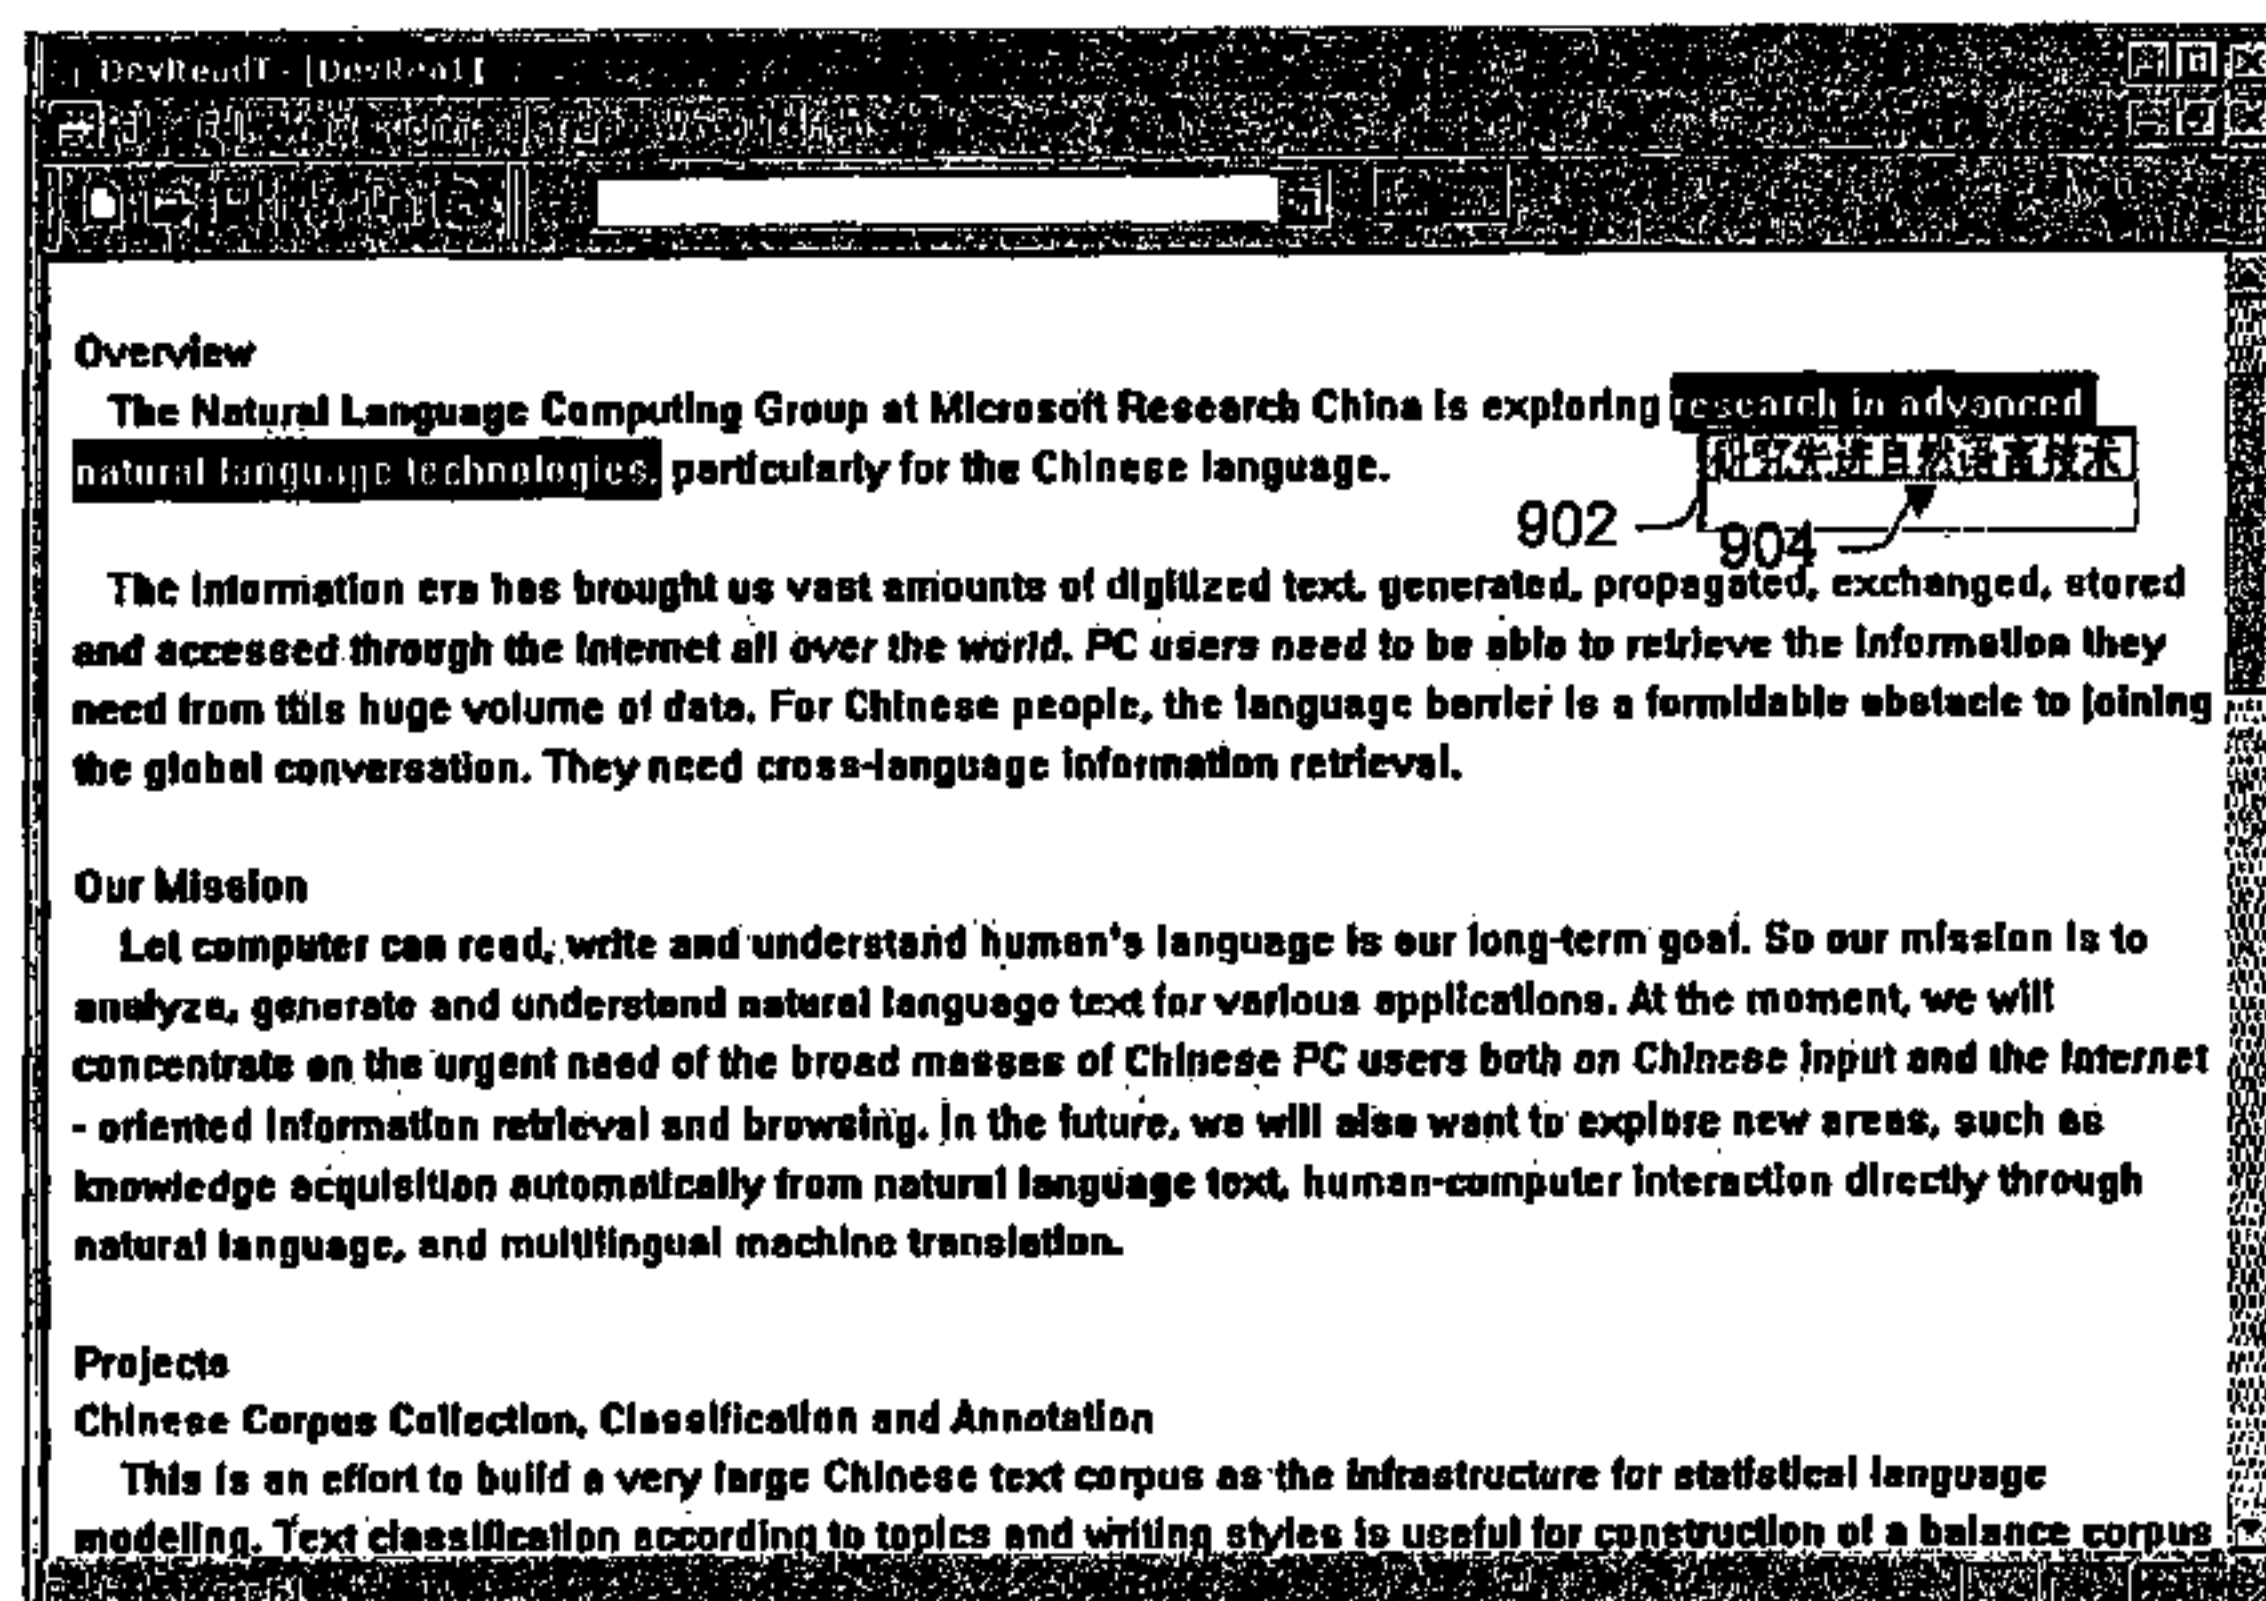 Overview
The Natural Language Computing Group at Microsoft Research China is exploring research in advanced
natural language technologies, particularly for the Chinese language.
研究先进自然语言技术
902
904
The information era has brought us vast amounts of digitized text, generated, propagated, exchanged, stored
and accessed through the Internet all over the world. PC users need to be able to retrieve the information they
need from this huge volume of data. For Chinese people, the language barrier is a formidable obstacle to joining
the global conversation. They need cross-language information retrieval.
Our Mission
Let computer can read, write and understand human's language is our long-term goal. So our mission is to
analyze, generate and understand natural language text for various applications. At the moment, we will
concentrate on the urgent need of the broad masses of Chinese PC users both on Chinese input and the Internet
- oriented information retrieval and browsing. In the future, we will also want to explore new areas, such as
knowledge acquisition automatically from natural language text, human-computer interaction directly through
natural language, and multilingual machine translation.
Projects
Chinese Corpus Collection, Classification and Annotation
This is an effort to build a very large Chinese text corpus as the infrastructure for statistical language
modeling. Text classification according to topics and writing styles is useful for construction of a balance corpus